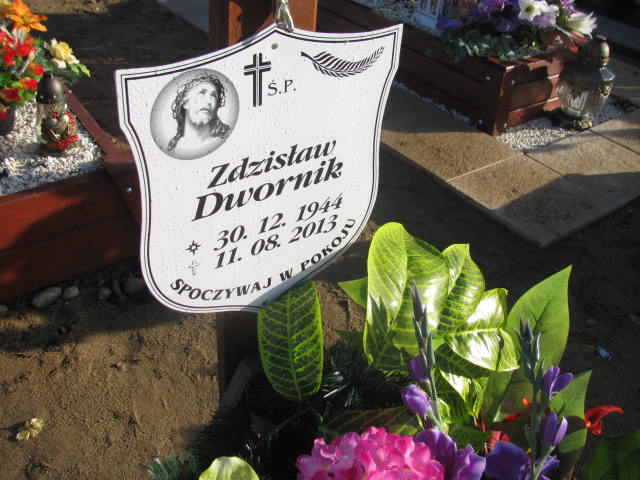 Ś.P.
Zdzisław
Dwornik
30. 12. 1944
11. 08. 2013
SPOCZYWAJ W POKOJU